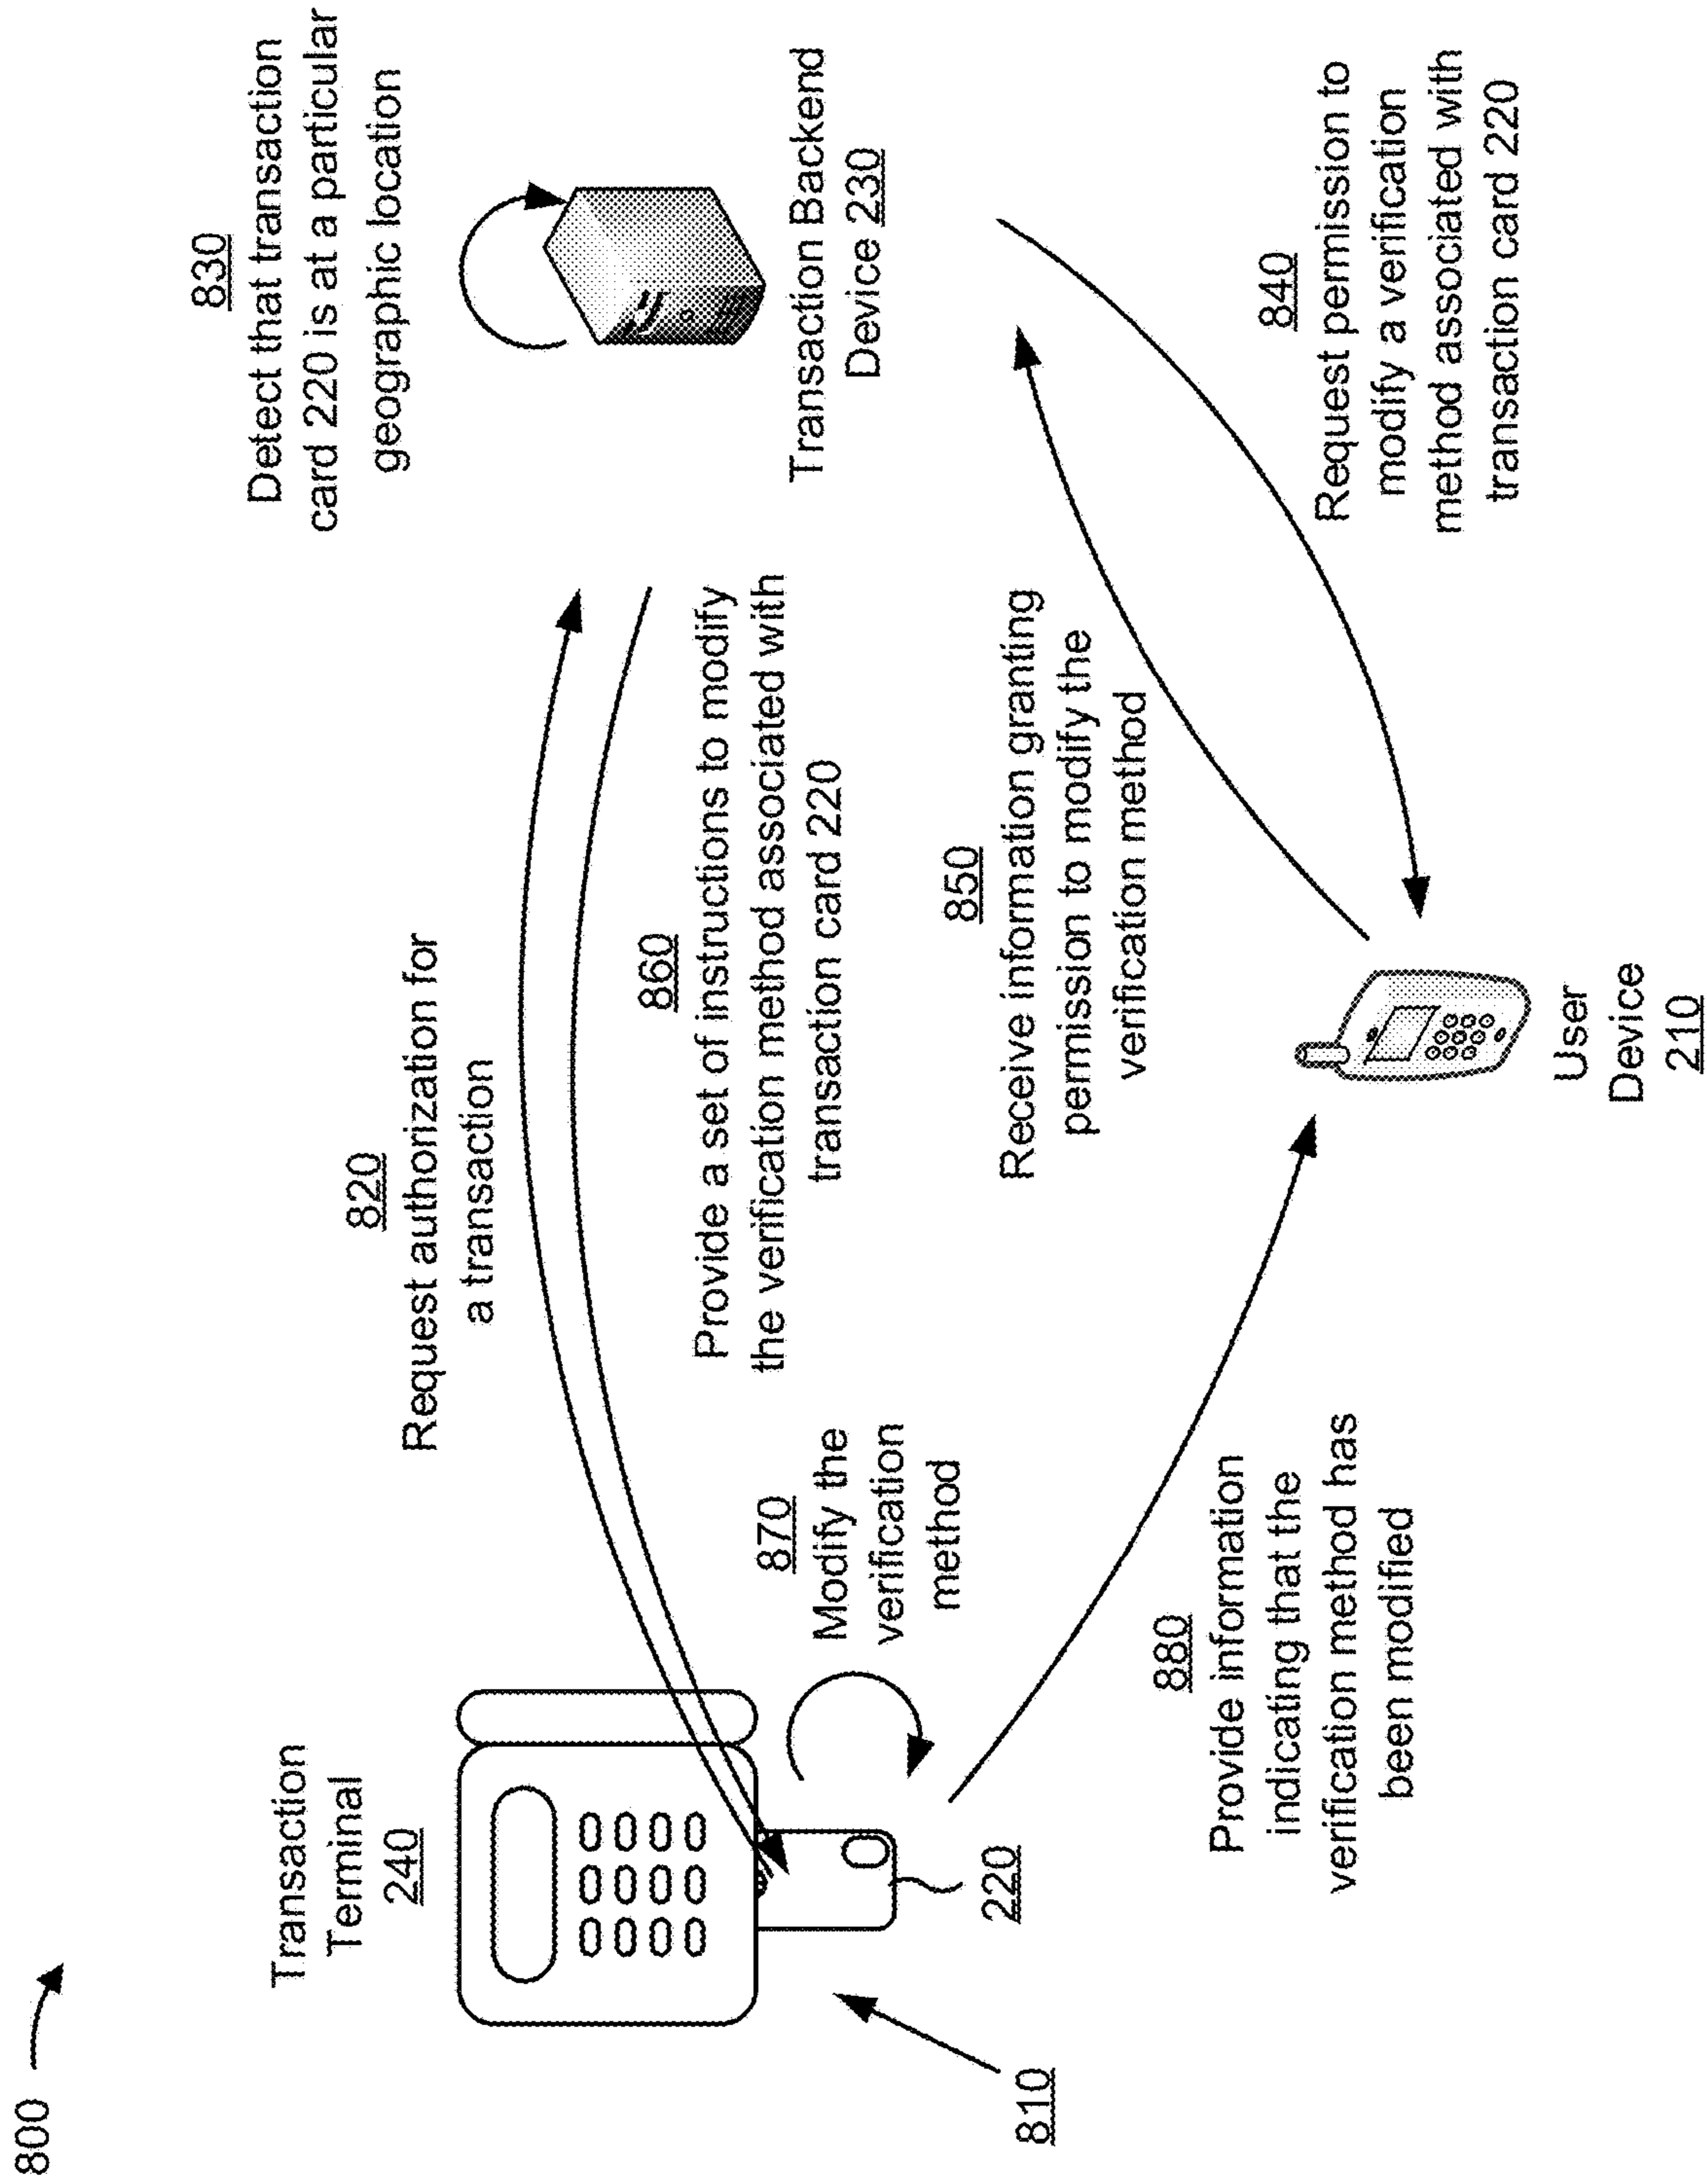 800
Transaction
Terminal
240
810
220
820
Request authorization for
a transaction
830
Detect that transaction
card 220 is at a particular
geographic location
Transaction Backend
Device 230
860
Provide a set of instructions to modify
the verification method associated with
transaction card 220
870
Modify the
verification
method
850
Receive information granting
permission to modify the
verification method
840
Request permission to
modify a verification
method associated with
transaction card 220
880
Provide information
indicating that the
verification method has
been modified
User
Device
210